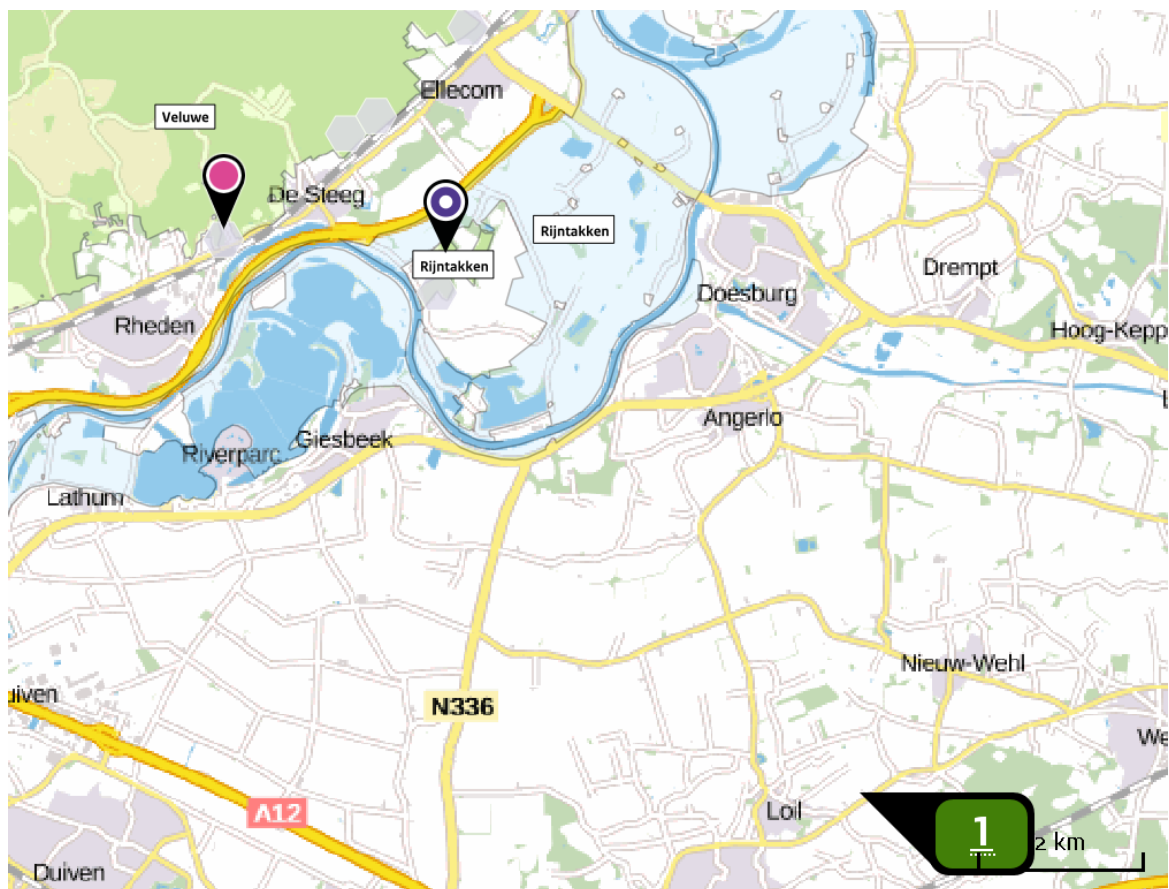 Ellecom
Veluwe
De Steeg
Rijntakken
Rijntakken
Drempt
Doesburg
Rheden
Hoog-Kepp
Angerlo
Giesbeek
Riverparc
Lathum
Nieuw-Wehl
uiven
N336
We
A12
Loil
1
2 km
Duiven